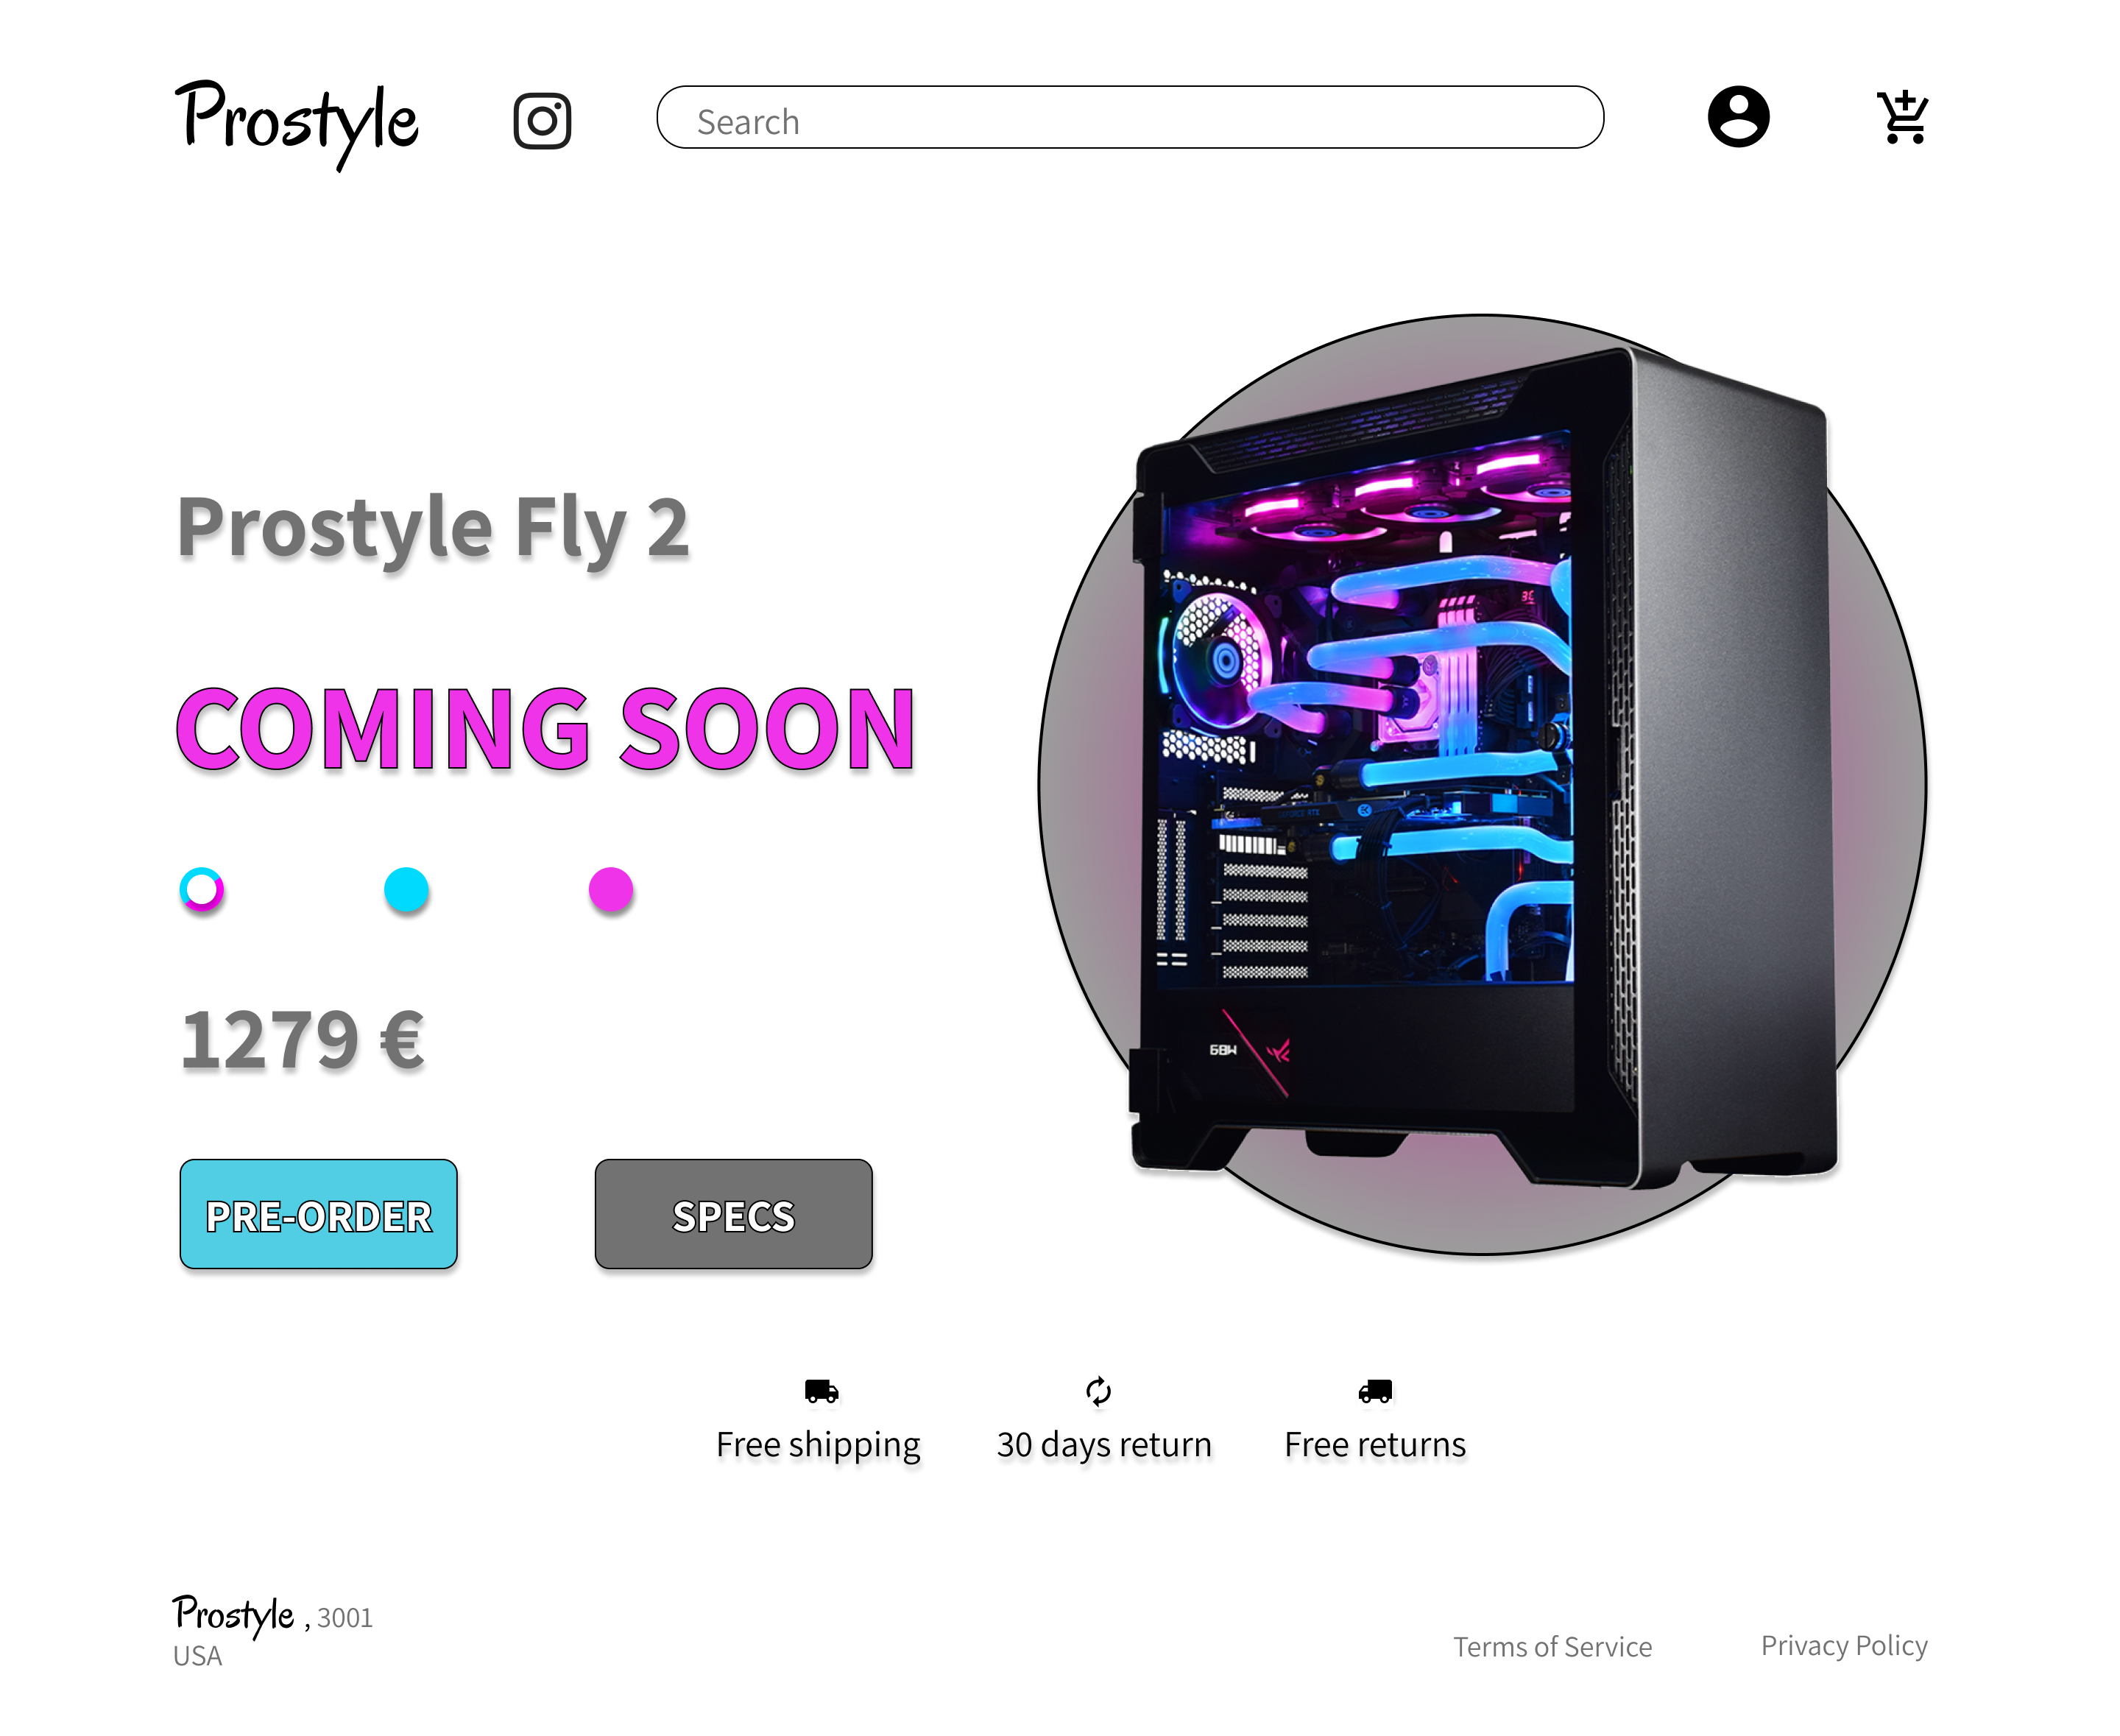 Prostyle
Search
Prostyle Fly 2
COMING SOON
1279 €
PRE-ORDER
SPECS
Free shipping
30 days return
Free returns
Prostyle , 3001
USA
Terms of Service
Privacy Policy